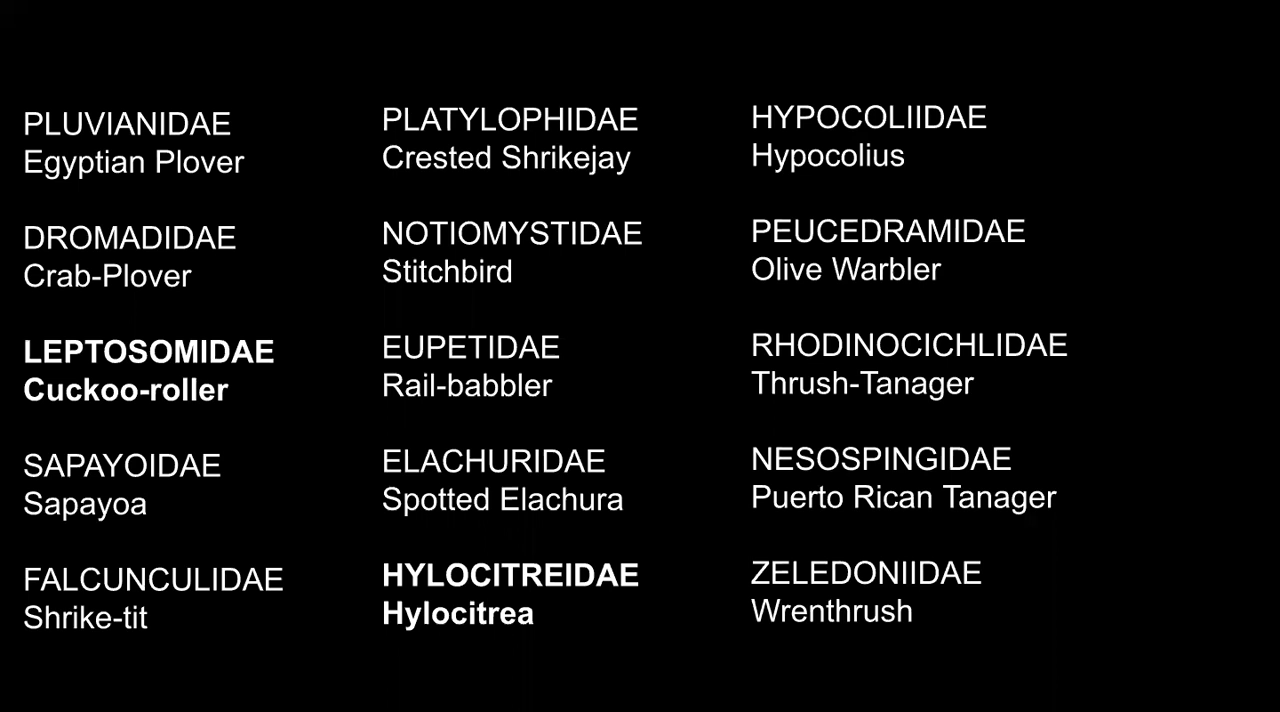 PLUVIANIDAE
Egyptian Plover
DROMADIDAE
Crab-Plover
LEPTOSOMIDAE
Cuckoo-roller
SAPAYOIDAE
Sapayoa
FALCUNCULIDAE
Shrike-tit
PLATYLOPHIDAE
Crested Shrikejay
NOTIOMYSTIDAE
Stitchbird
EUPETIDAE
Rail-babbler
ELACHURIDAE
Spotted Elachura
HYLOCITREIDAE
Hylocitrea
HYPOCOLIIDAE
Hypocolius
PEUCEDRAMIDAE
Olive Warbler
RHODINOCICHLIDAE
Thrush-Tanager
NESOSPINGIDAE
Puerto Rican Tanager
ZELEDONIIDAE
Wrenthrush